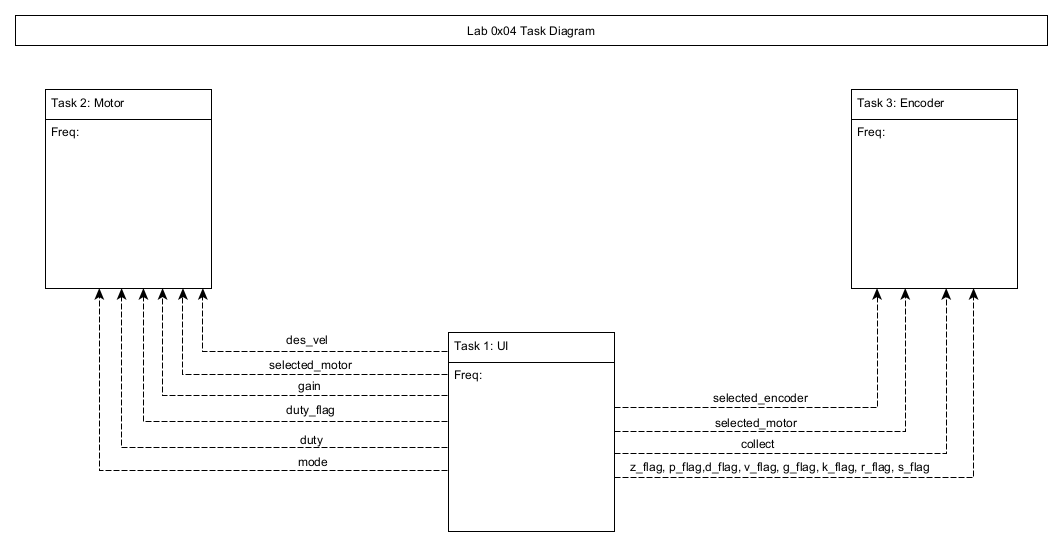 Lab 0x04 Task Diagram
Task 2: Motor
Freq:
Task 3: Encoder
Freq:
des_vel
selected_motor
gain
duty_flag
duty
mode
Task 1: UI
Freq:
selected_encoder
selected_motor
collect
z_flag, p_flag,d_flag, v_flag, g_flag, k_flag, r_flag, s_flag